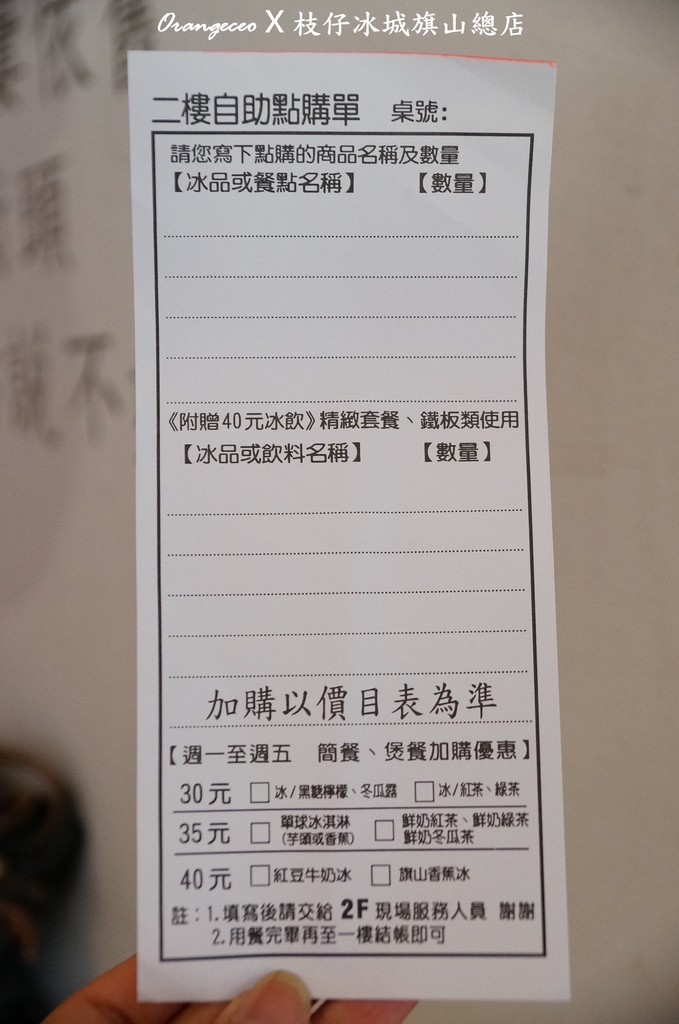 Orangeceo X 枝仔冰城旗山總店
二樓自助點購單 桌號:
請您寫下點購的商品名稱及數量
【冰品或餐點名稱】 【數量】
《附贈40元冰飲》精緻套餐、鐵板類使用
【冰品或飲料名稱】 【數量】
加購以價目表為準
【週一至週五 簡餐、煲餐加購優惠】
30元 □冰/黑糖檸檬、冬瓜露 □冰/紅茶、綠茶
35元 □單球冰淇淋(芋頭或香蕉) □鮮奶紅茶、鮮奶綠茶 鮮奶冬瓜茶
40元 □紅豆牛奶冰 □旗山香蕉冰
註:1.填寫後請交給 2F 現場服務人員 謝謝
2.用餐完畢再至一樓結帳即可